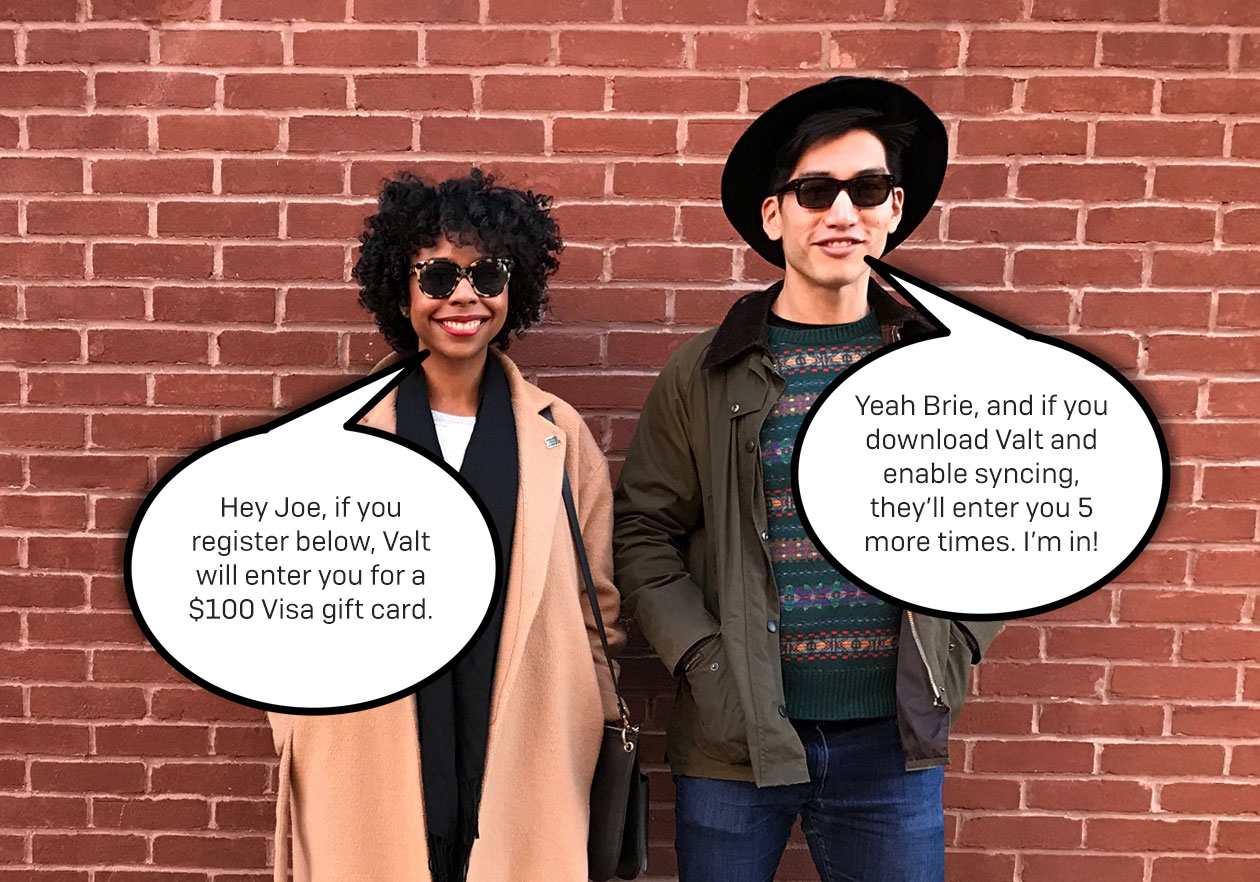 Hey Joe, if you
register below, Valt
will enter you for a
$100 Visa gift card.
Yeah Brie, and if you
download Valt and
enable syncing,
they’ll enter you 5
more times. I’m in!